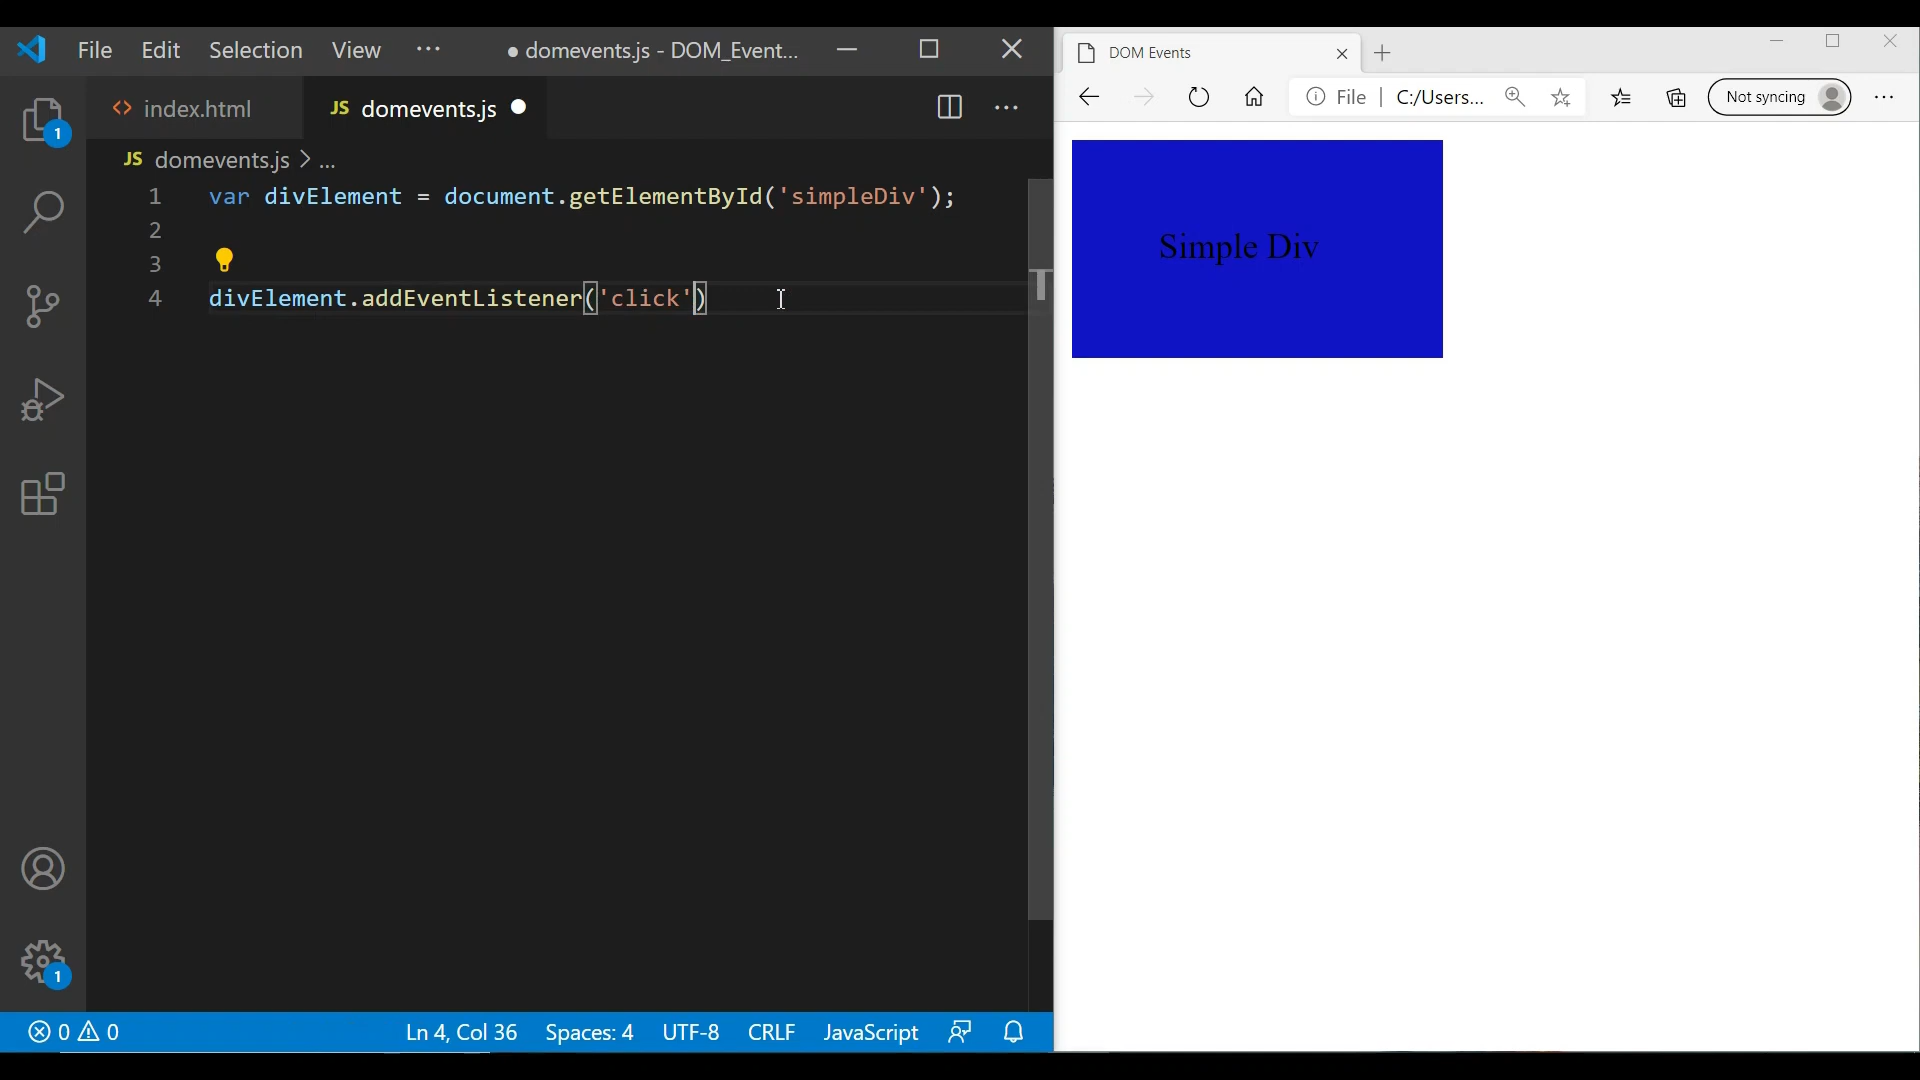 File Edit Selection View ··· ● domevents.js - DOM_Event...
<> index.html JS domevents.js ●
JS domevents.js > ...
1 var divElement = document.getElementById('simpleDiv');
2
3
4 divElement.addEventListener('click')
1
1
0 0 Ln 4, Col 36 Spaces: 4 UTF-8 CRLF JavaScript
DOM Events
File | C:/Users... Not syncing
Simple Div